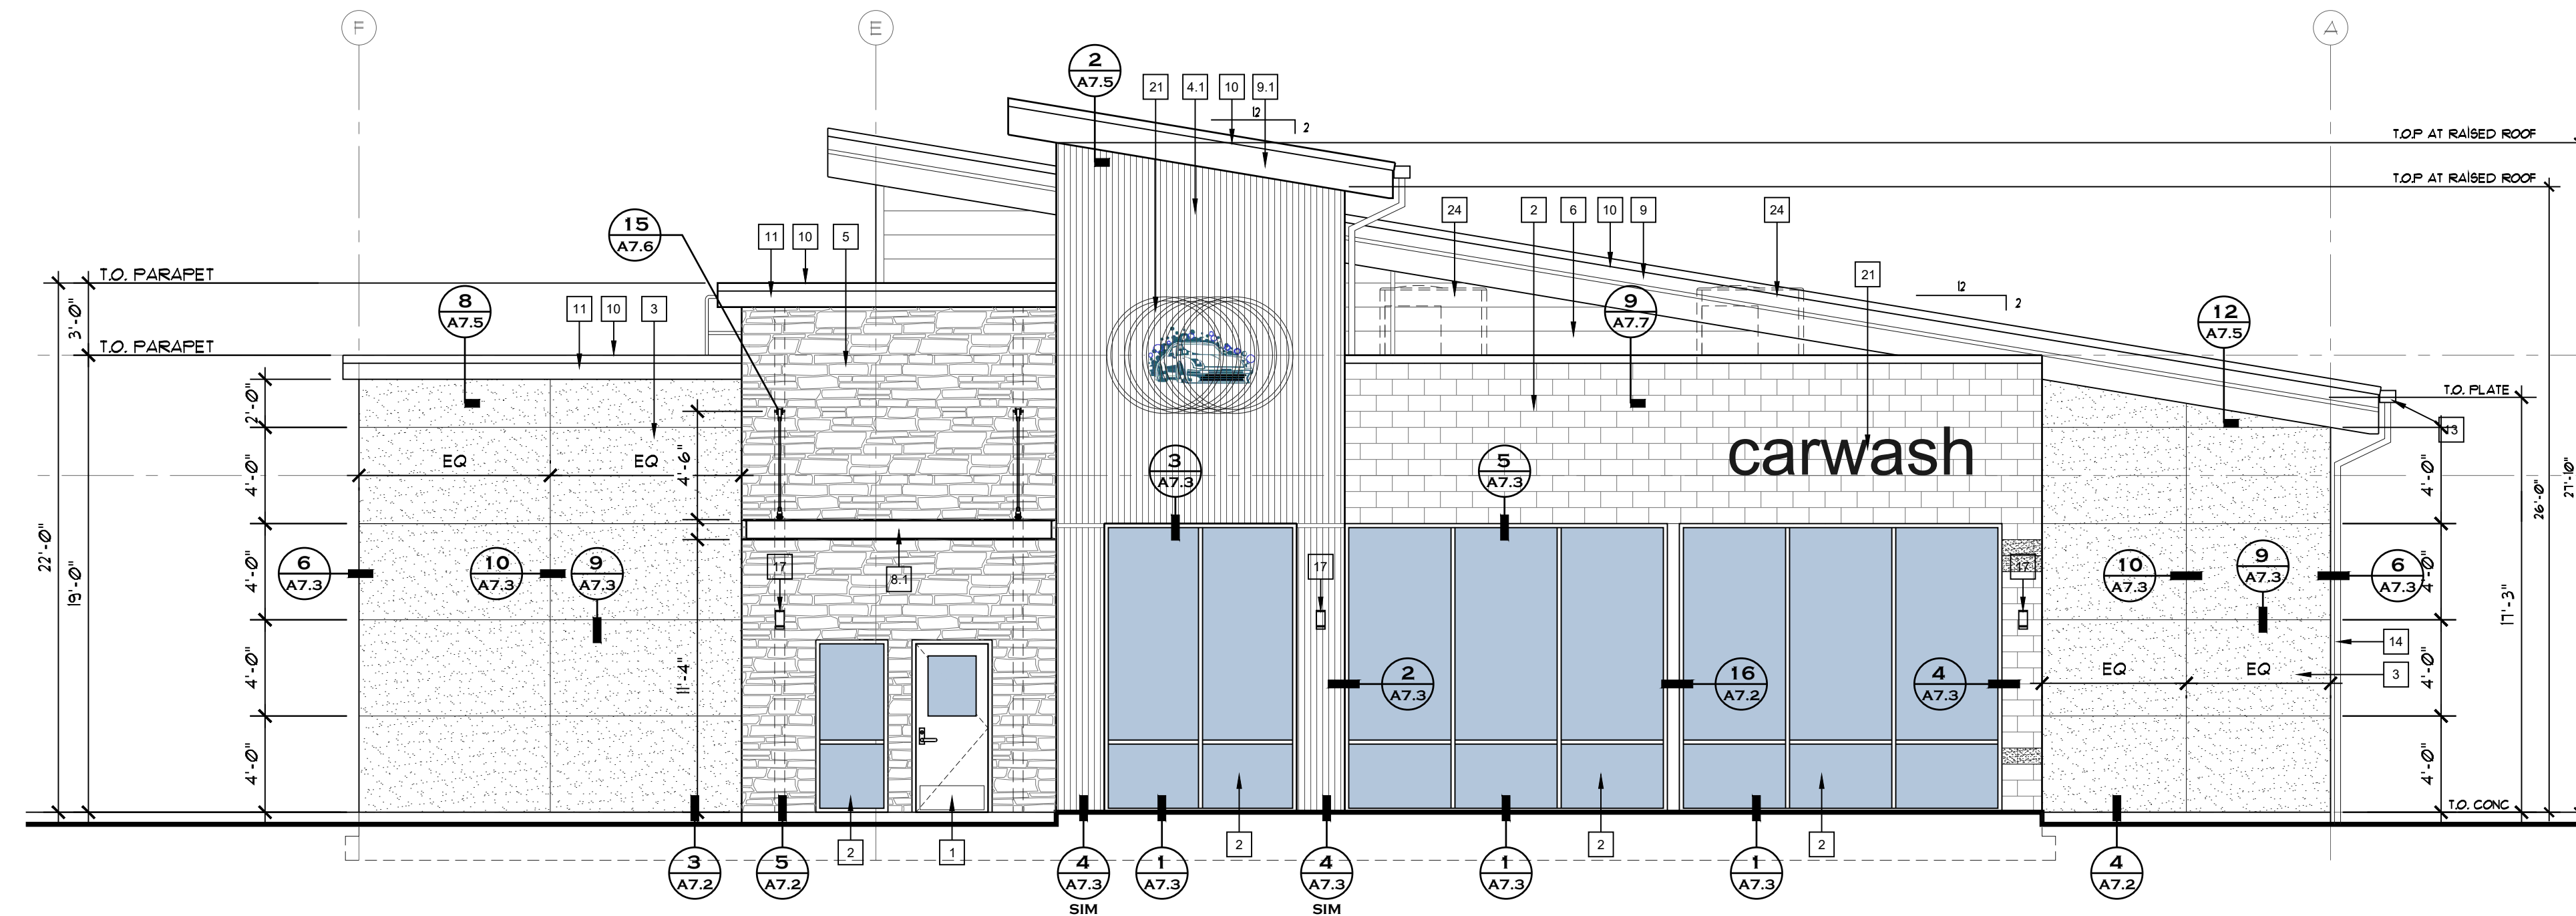 F
E
A
2
A7.5
21
4.1
10
9.1
12
2
T.O.P AT RAISED ROOF
T.O.P AT RAISED ROOF
15
A7.6
11
10
5
24
2
6
10
9
24
21
12
2
T.O. PARAPET
3'-0"
T.O. PARAPET
8
A7.5
11
10
3
9
A7.7
12
A7.5
T.O. PLATE
13
2'-0"
4'-0"
EQ
EQ
4'-6"
3
A7.3
5
A7.3
carwash
4'-0"
26'-0"
27'-10"
22'-0"
19'-0"
4'-0"
6
A7.3
10
A7.3
9
A7.3
17
8.1
17
17
10
A7.3
9
A7.3
6
A7.3
4'-0"
17'-3"
14
4'-0"
11'-4"
2
A7.3
16
A7.2
4
A7.3
EQ
EQ
3
4'-0"
4'-0"
4'-0"
T.O. CONC
2
1
2
2
2
3
A7.2
5
A7.2
4
A7.3
SIM
1
A7.3
4
A7.3
SIM
1
A7.3
1
A7.3
4
A7.2